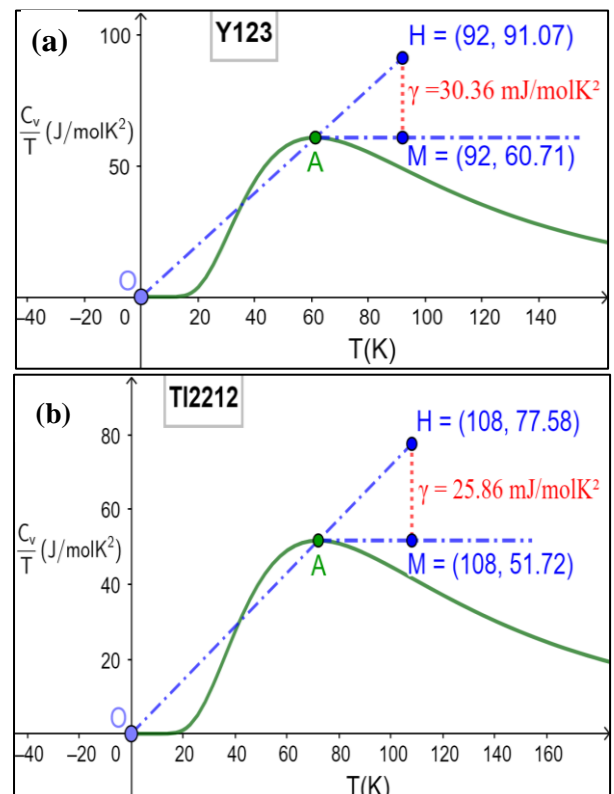 (a)
Y123
100
H = (92, 91.07)
γ =30.36 mJ/molK²
C_v/T (J/molK²)
50
M = (92, 60.71)
A
O
–40 –20 0 20 40 60 80 100 120 140
T(K)
(b)
Tl2212
80
H = (108, 77.58)
60
γ = 25.86 mJ/molK²
C_v/T (J/molK²)
M = (108, 51.72)
A
40
20
O
–40 –20 0 20 40 60 80 100 120 140 160
T(K)